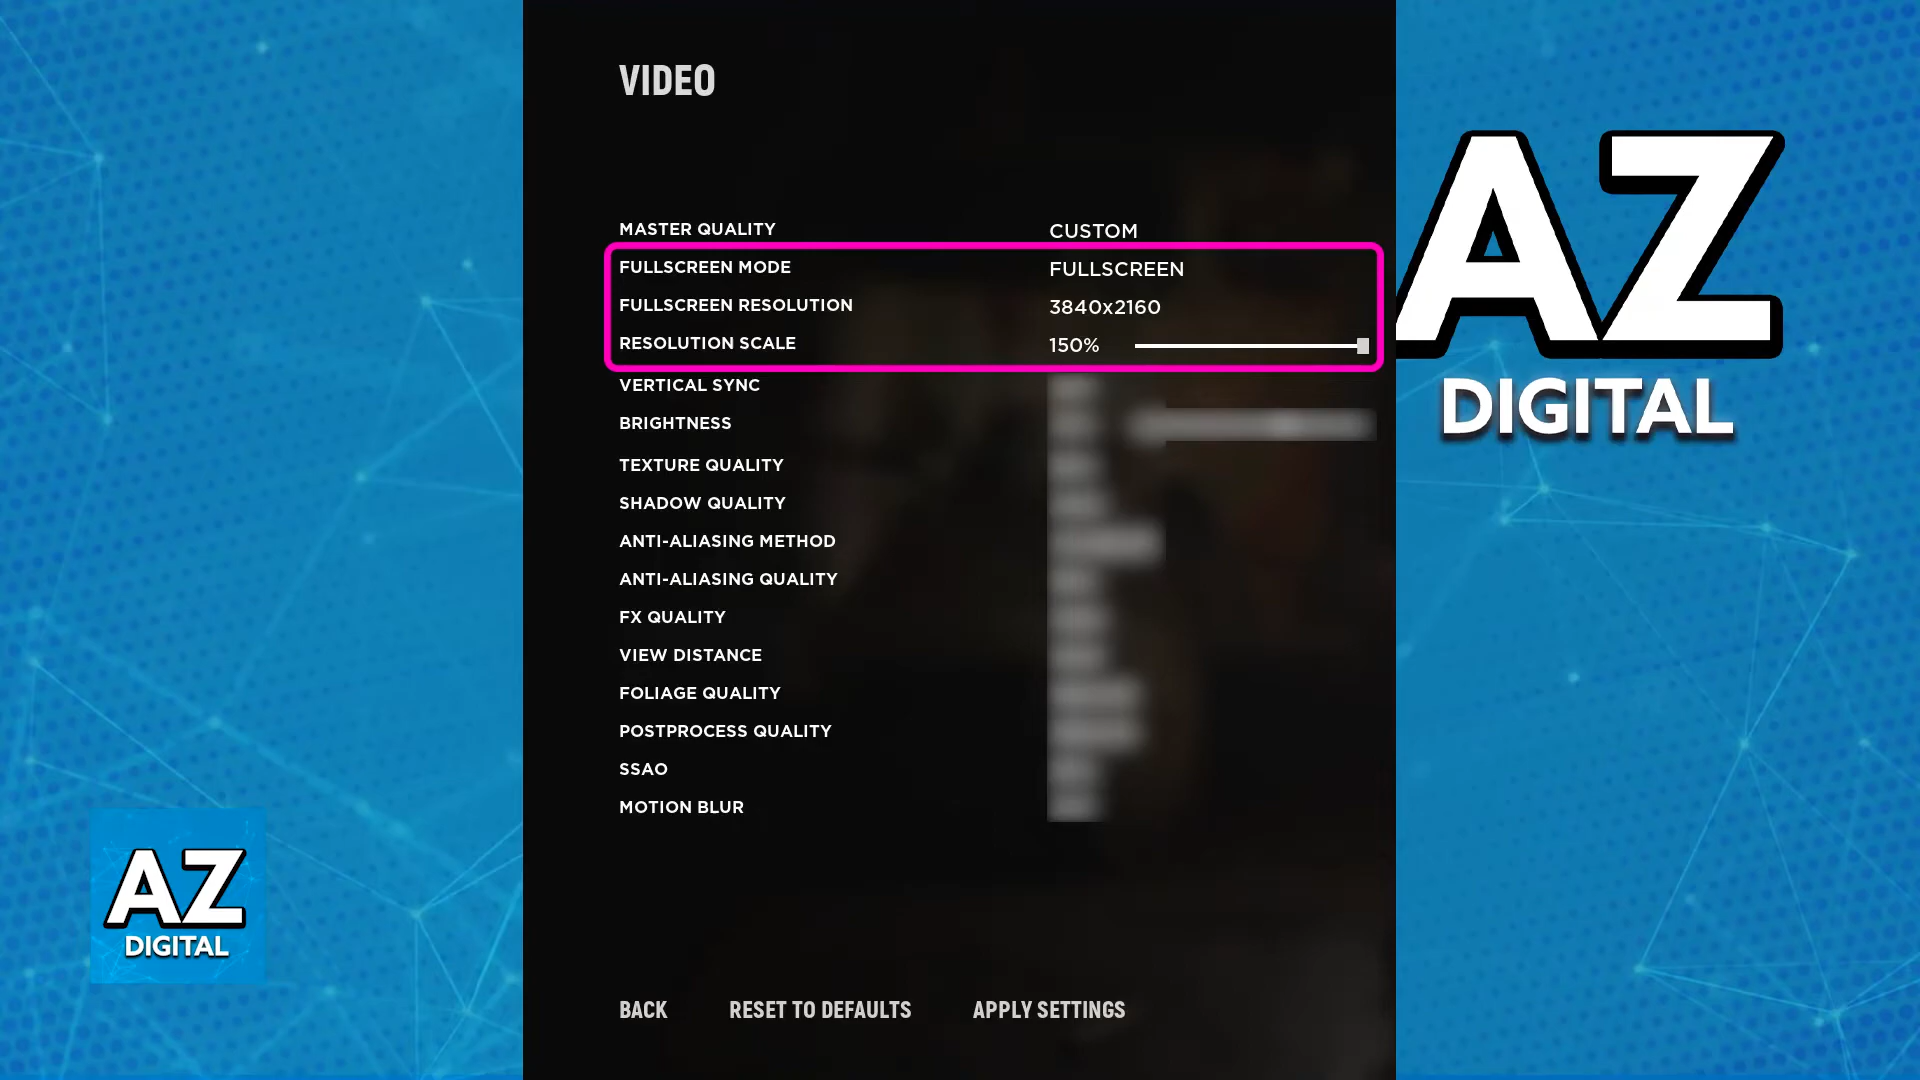 VIDEO
MASTER QUALITY CUSTOM
FULLSCREEN MODE FULLSCREEN
FULLSCREEN RESOLUTION 3840x2160
RESOLUTION SCALE 150%
VERTICAL SYNC
BRIGHTNESS
TEXTURE QUALITY
SHADOW QUALITY
ANTI-ALIASING METHOD
ANTI-ALIASING QUALITY
FX QUALITY
VIEW DISTANCE
FOLIAGE QUALITY
POSTPROCESS QUALITY
SSAO
MOTION BLUR
BACK RESET TO DEFAULTS APPLY SETTINGS
AZ
DIGITAL
AZ
DIGITAL